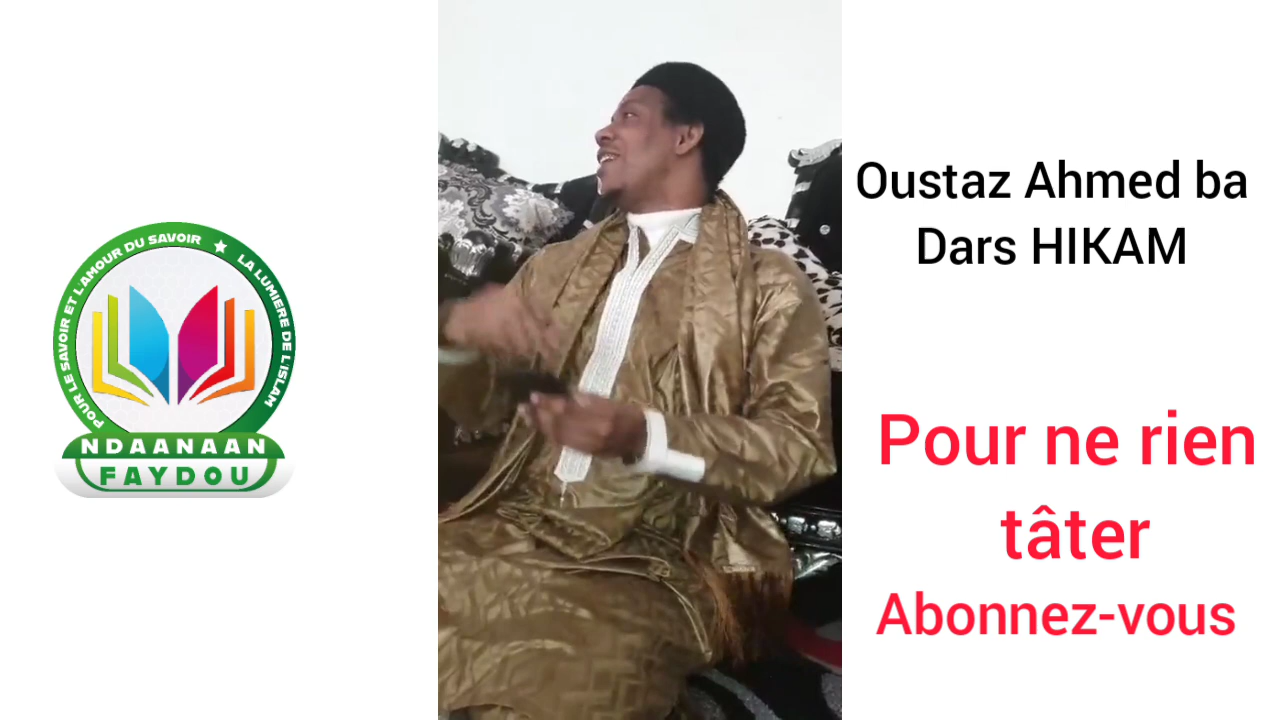 POUR LE SAVOIR ET L'AMOUR DU SAVOIR ★ LA LUMIERE DE L'ISLAM
NDAANAAN
FAYDOU
Oustaz Ahmed ba
Dars HIKAM
Pour ne rien
tâter
Abonnez-vous